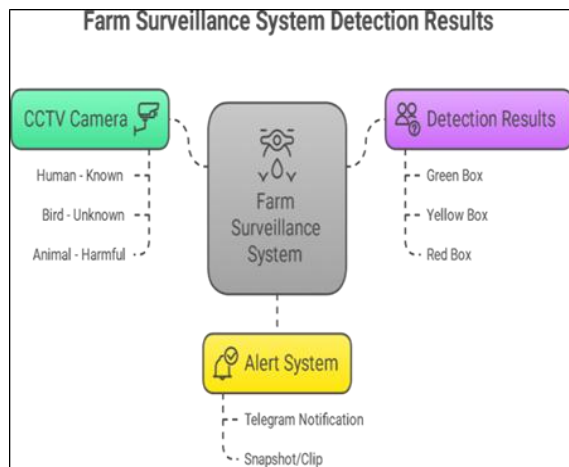 Farm Surveillance System Detection Results
CCTV Camera
Human - Known
Bird - Unknown
Animal - Harmful
Farm
Surveillance
System
Detection Results
Green Box
Yellow Box
Red Box
Alert System
Telegram Notification
Snapshot/Clip